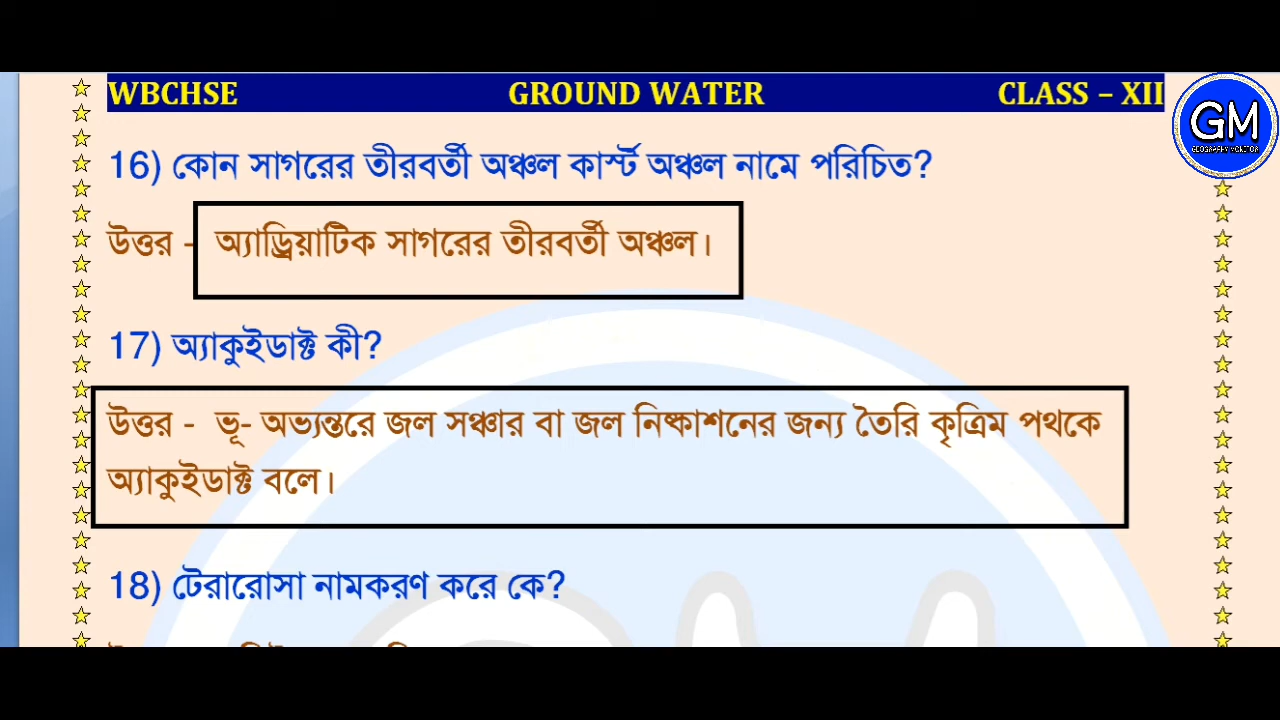 WBCHSE GROUND WATER CLASS – XII
GM
GEOGRAPHY MONITOR
16) কোন সাগরের তীরবর্তী অঞ্চল কার্স্ট অঞ্চল নামে পরিচিত?
উত্তর - অ্যাড্রিয়াটিক সাগরের তীরবর্তী অঞ্চল।
17) অ্যাকুইডাক্ট কী?
উত্তর - ভূ- অভ্যন্তরে জল সঞ্চার বা জল নিষ্কাশনের জন্য তৈরি কৃত্রিম পথকে
অ্যাকুইডাক্ট বলে।
18) টেরারোসা নামকরণ করে কে?